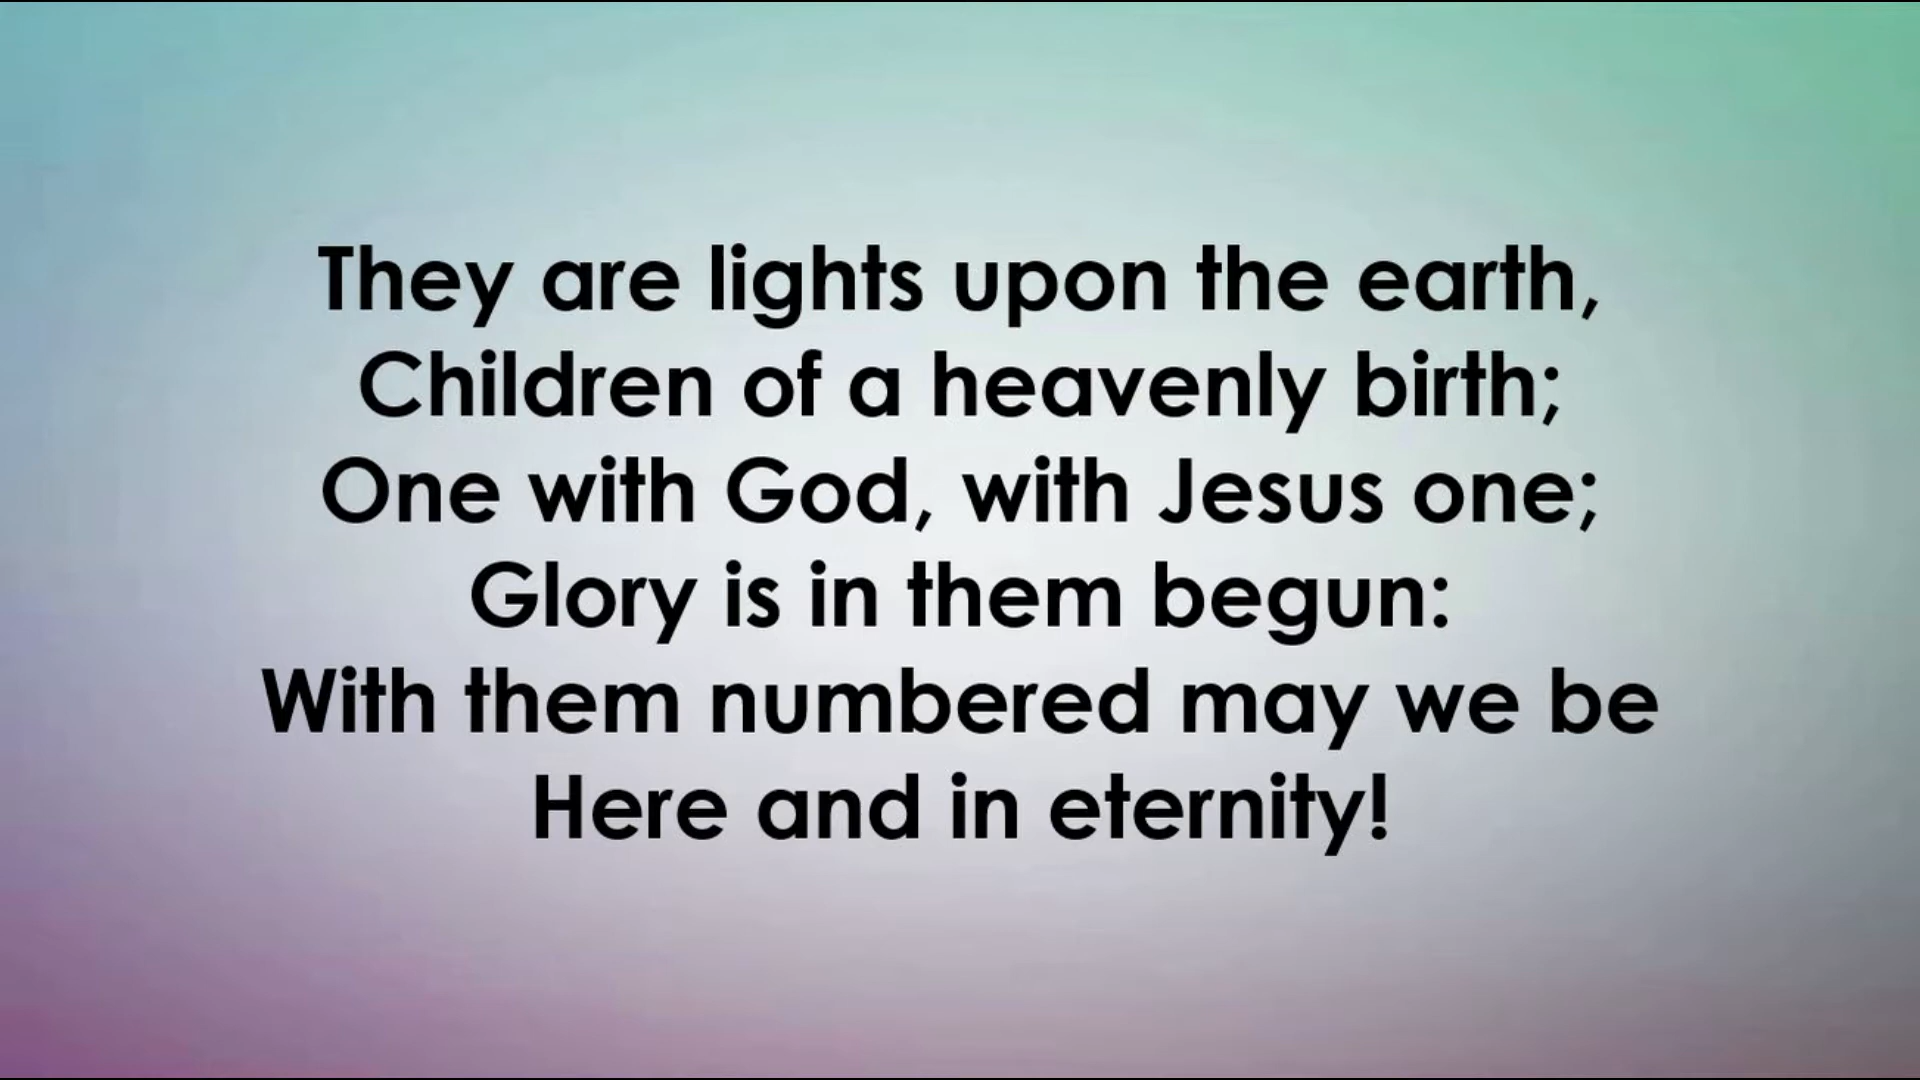 They are lights upon the earth,
Children of a heavenly birth;
One with God, with Jesus one;
Glory is in them begun:
With them numbered may we be
Here and in eternity!